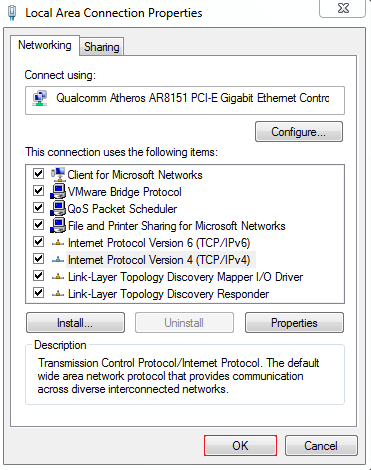 Local Area Connection Properties
Networking
Sharing
Connect using:
Qualcomm Atheros AR8151 PCI-E Gigabit Ethernet Contro
Configure...
This connection uses the following items:
Client for Microsoft Networks
VMware Bridge Protocol
QoS Packet Scheduler
File and Printer Sharing for Microsoft Networks
Internet Protocol Version 6 (TCP/IPv6)
Internet Protocol Version 4 (TCP/IPv4)
Link-Layer Topology Discovery Mapper I/O Driver
Link-Layer Topology Discovery Responder
Install...
Uninstall
Properties
Description
Transmission Control Protocol/Internet Protocol. The default
wide area network protocol that provides communication
across diverse interconnected networks.
OK
Cancel